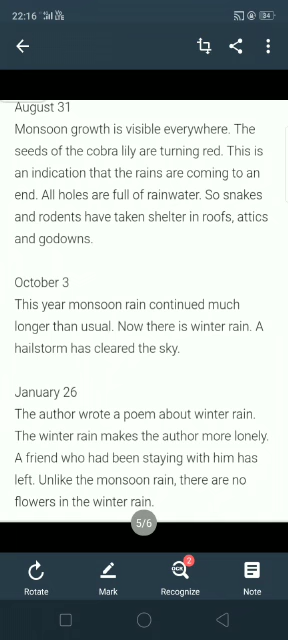 22:16
34
August 31
Monsoon growth is visible everywhere. The
seeds of the cobra lily are turning red. This is
an indication that the rains are coming to an
end. All holes are full of rainwater. So snakes
and rodents have taken shelter in roofs, attics
and godowns.
October 3
This year monsoon rain continued much
longer than usual. Now there is winter rain. A
hailstorm has cleared the sky.
January 26
The author wrote a poem about winter rain.
The winter rain makes the author more lonely.
A friend who had been staying with him has
left. Unlike the monsoon rain, there are no
flowers in the winter rain.
5/6
OCR 2
Rotate Mark Recognize Note